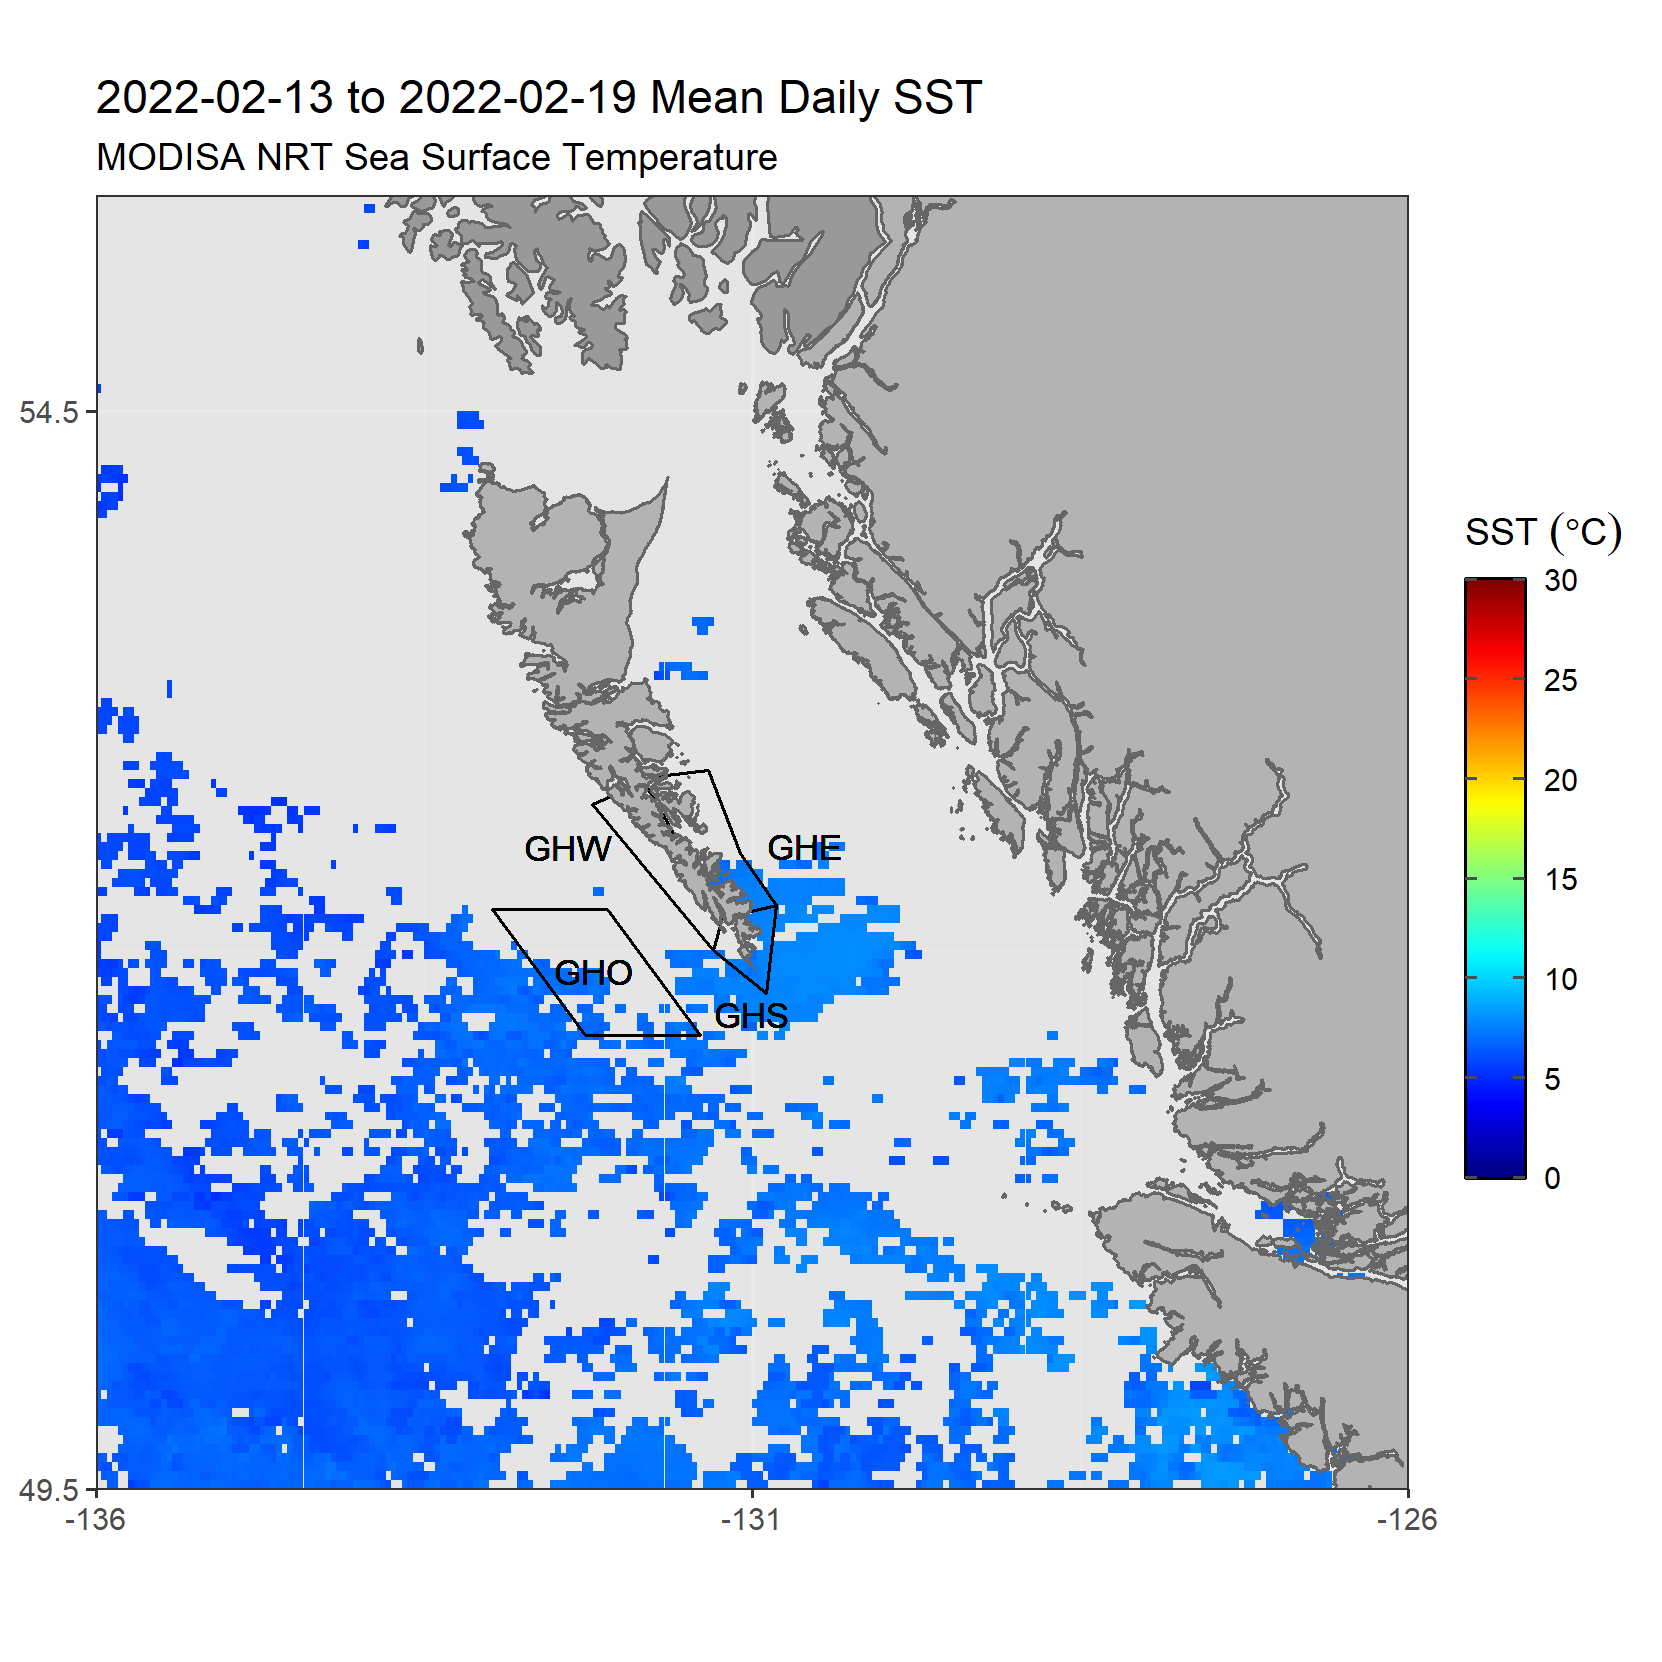 2022-02-13 to 2022-02-19 Mean Daily SST
MODISA NRT Sea Surface Temperature
54.5
49.5
-136
-131
-126
GHW
GHE
GHO
GHS
SST (°C)
30
25
20
15
10
5
0